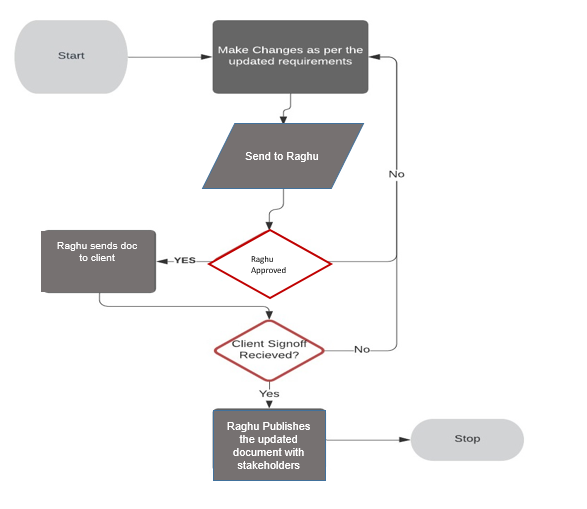 Start
Make Changes as per the
updated requirements
Send to Raghu
No
Raghu
Approved
YES
Raghu sends doc
to client
Client Signoff
Recieved?
No
Yes
Raghu Publishes
the updated
document with
stakeholders
Stop